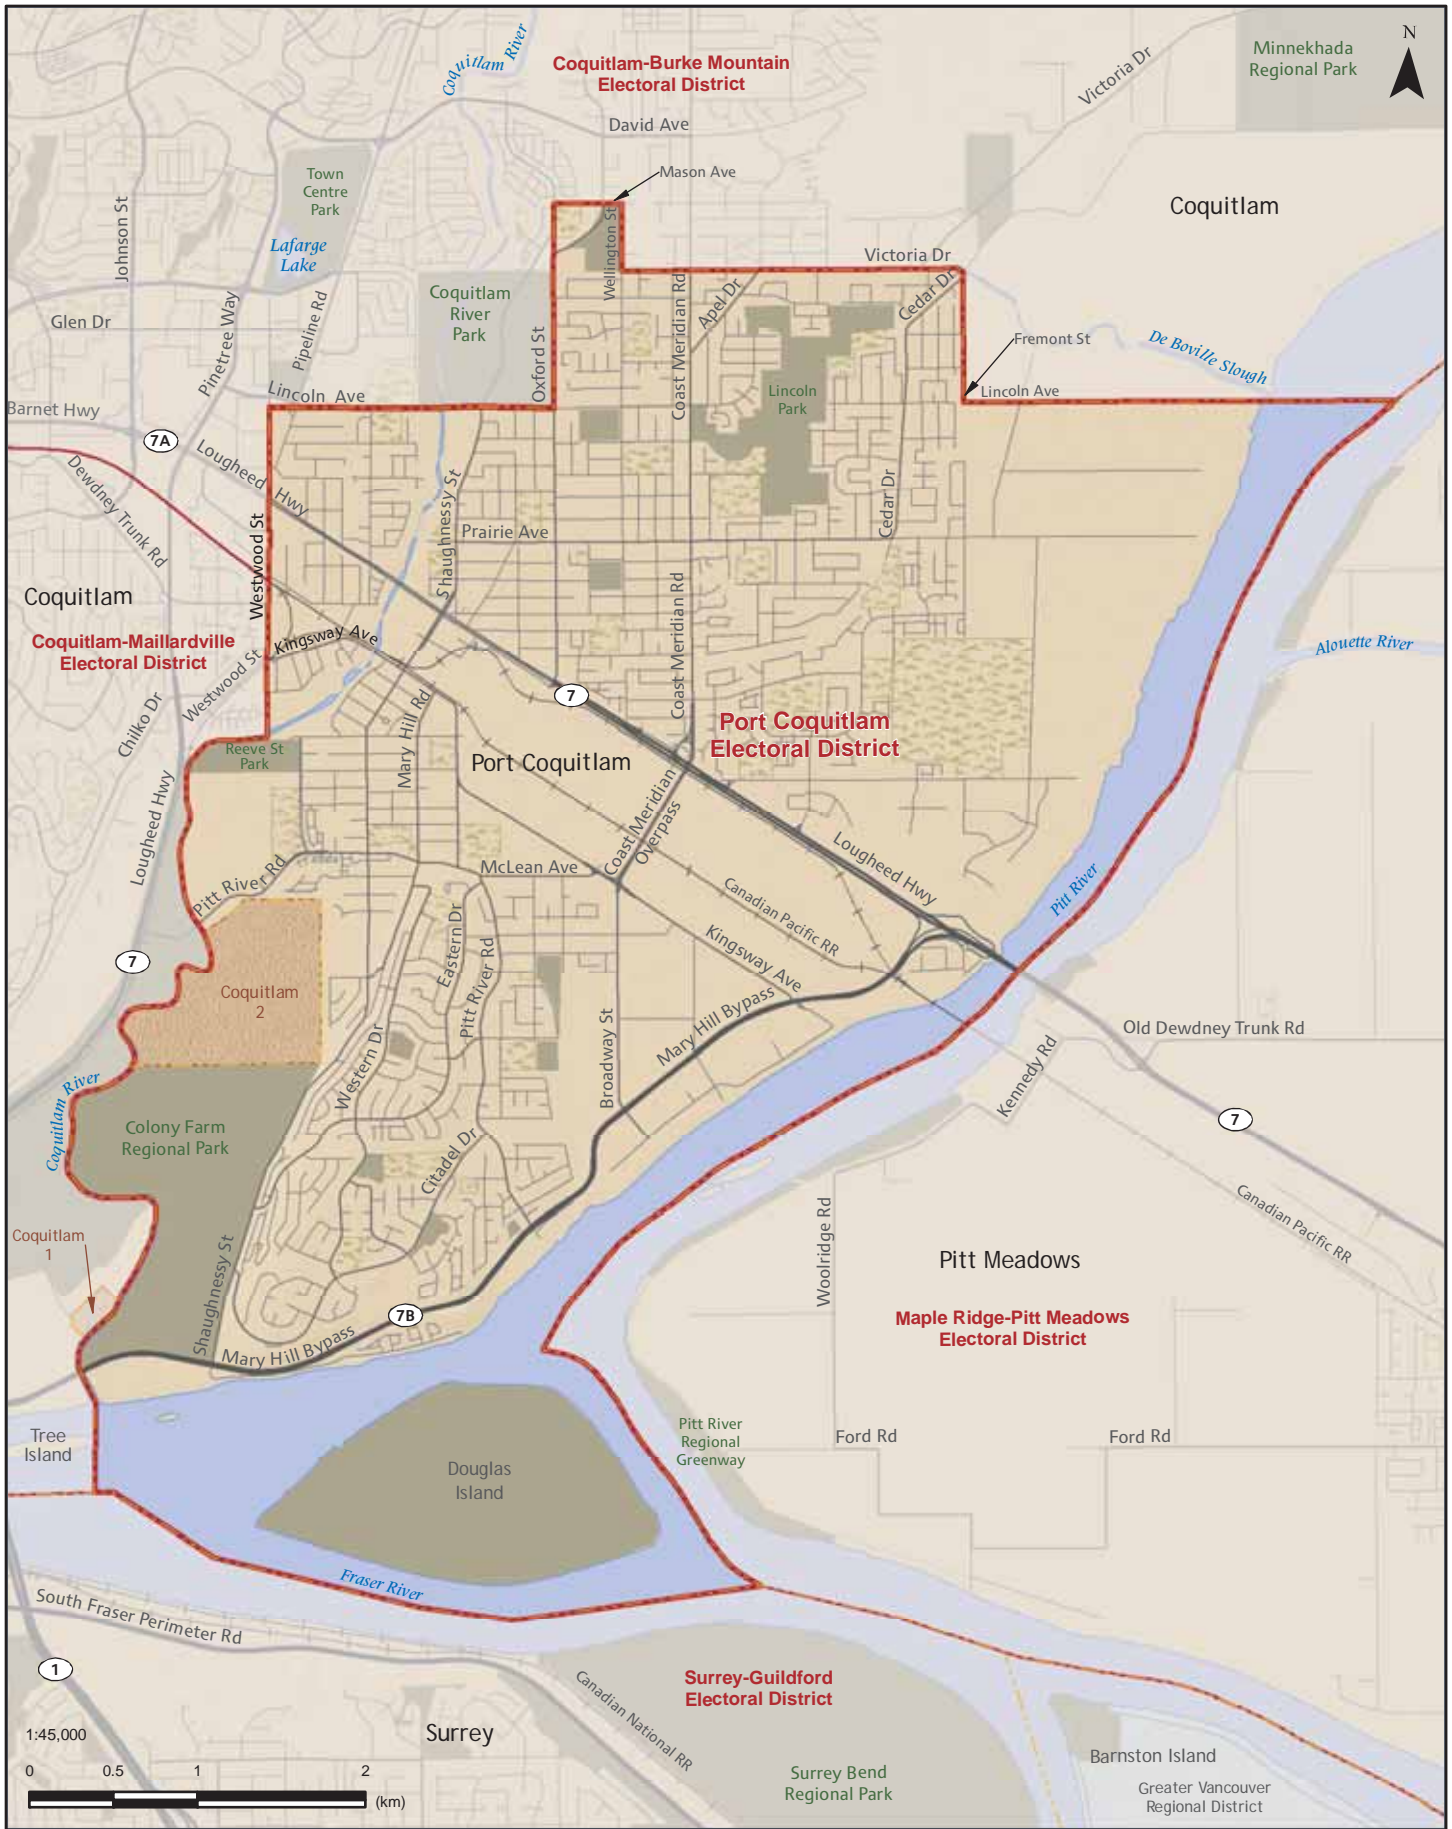 Coquitlam River
Coquitlam-Burke Mountain
Electoral District
Victoria Dr
Minnekhada
Regional Park
N
David Ave
Mason Ave
Town
Centre
Park
Johnson St
Lafarge
Lake
Coquitlam
Wellington St
Victoria Dr
Coquitlam
River
Park
Glen Dr
Pinetree Way
Pipeline Rd
Oxford St
Coast Meridian Rd
Apel Dr
Cedar Dr
Fremont St
De Boville Slough
Lincoln Ave
Lincoln
Park
Lincoln Ave
Barnet Hwy
7A
Lougheed Hwy
Dewdney Trunk Rd
Westwood St
Shaughnessy St
Prairie Ave
Cedar Dr
Coquitlam
Coquitlam-Maillardville
Electoral District
Kingsway Ave
Westwood St
Coast Meridian Rd
Alouette River
7
Chilko Dr
Mary Hill Rd
Port Coquitlam
Electoral District
Reeve St
Park
Port Coquitlam
Lougheed Hwy
Coast Meridian
Overpass
Pitt River Rd
McLean Ave
Lougheed Hwy
Pitt River
Canadian Pacific RR
Eastern Dr
Pitt River Rd
Kingsway Ave
7
Coquitlam
2
Mary Hill Bypass
Old Dewdney Trunk Rd
Western Dr
Broadway St
Kennedy Rd
Coquitlam River
Colony Farm
Regional Park
7
Citadel Dr
Woolridge Rd
Canadian Pacific RR
Coquitlam
1
Shaughnessy St
Pitt Meadows
7B
Maple Ridge-Pitt Meadows
Electoral District
Mary Hill Bypass
Tree
Island
Pitt River
Regional
Greenway
Ford Rd
Ford Rd
Douglas
Island
Fraser River
South Fraser Perimeter Rd
1
Canadian National RR
Surrey-Guildford
Electoral District
Surrey
1:45,000
Barnston Island
Surrey Bend
Regional Park
Greater Vancouver
Regional District
0 0.5 1 2
(km)